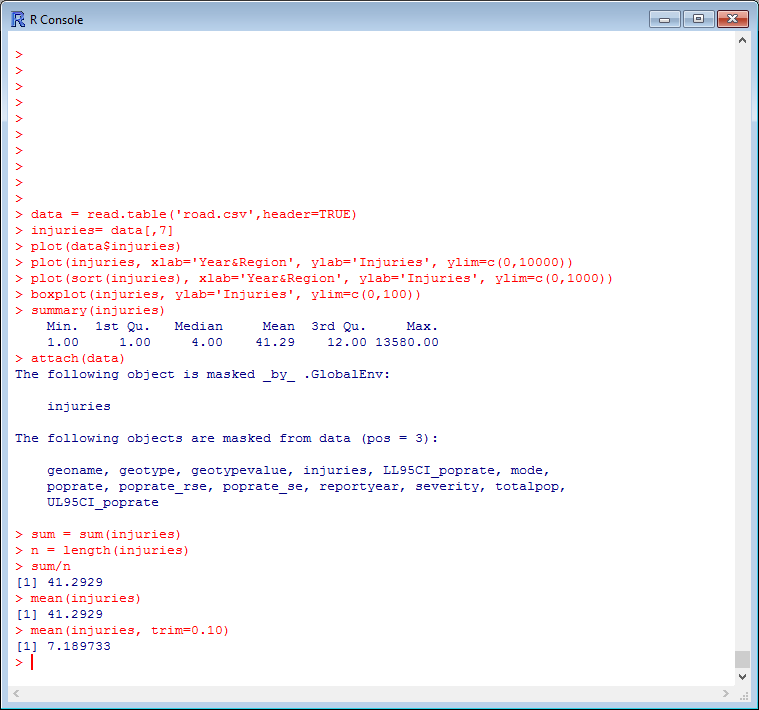 R Console
>
>
>
>
>
>
>
>
>
>
> data = read.table('road.csv',header=TRUE)
> injuries= data[,7]
> plot(data$injuries)
> plot(injuries, xlab='Year&Region', ylab='Injuries', ylim=c(0,10000))
> plot(sort(injuries), xlab='Year&Region', ylab='Injuries', ylim=c(0,1000))
> boxplot(injuries, ylab='Injuries', ylim=c(0,100))
> summary(injuries)
    Min.  1st Qu.   Median     Mean  3rd Qu.     Max.
    1.00     1.00     4.00    41.29    12.00 13580.00
> attach(data)
The following object is masked _by_ .GlobalEnv:
    injuries
The following objects are masked from data (pos = 3):
    geoname, geotype, geotypevalue, injuries, LL95CI_poprate, mode,
    poprate, poprate_rse, poprate_se, reportyear, severity, totalpop,
    UL95CI_poprate
> sum = sum(injuries)
> n = length(injuries)
> sum/n
[1] 41.2929
> mean(injuries)
[1] 41.2929
> mean(injuries, trim=0.10)
[1] 7.189733
>